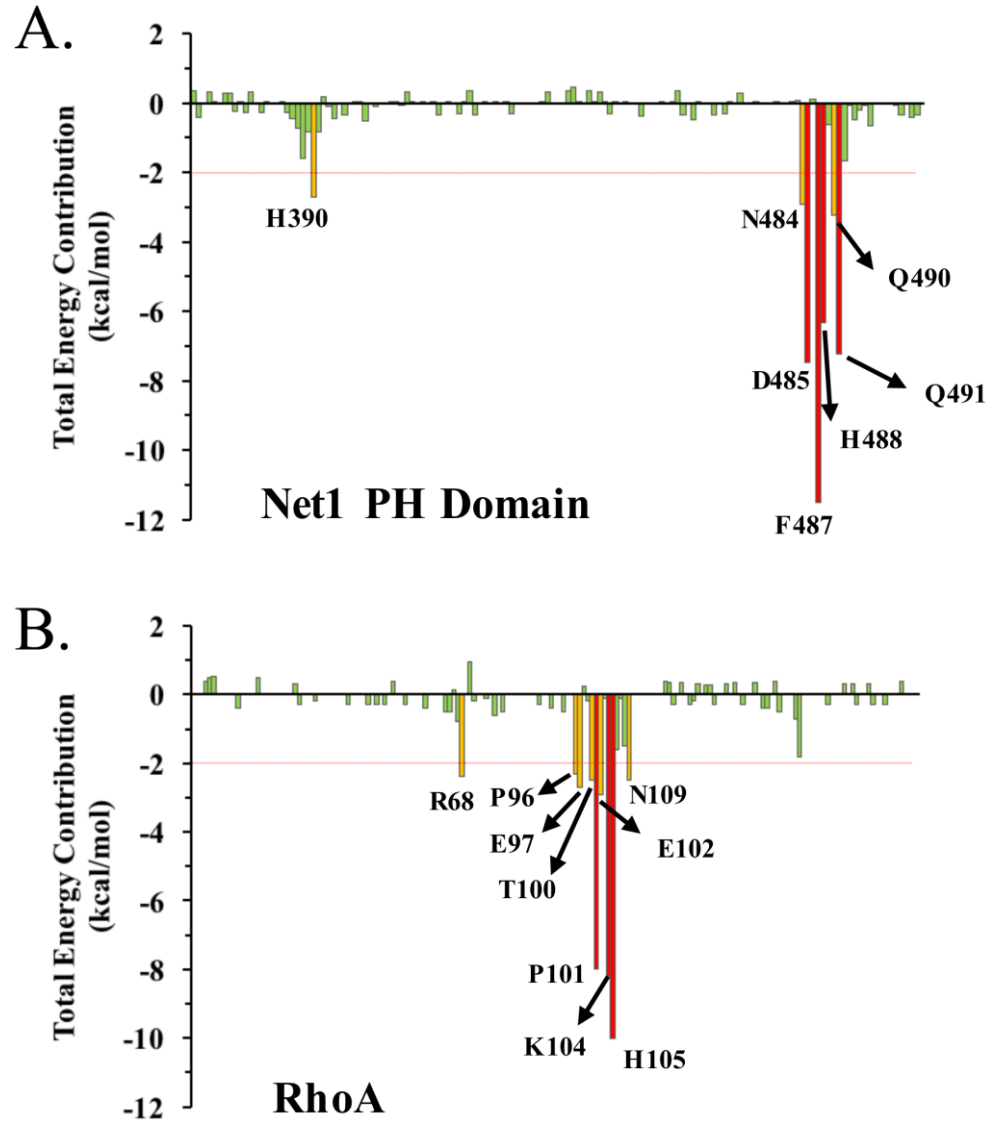 A.
2
0
-2
-4
-6
-8
-10
-12
Total Energy Contribution
(kcal/mol)
H390
N484
Q490
D485
Q491
H488
F487
Net1 PH Domain
B.
2
0
-2
-4
-6
-8
-10
-12
Total Energy Contribution
(kcal/mol)
R68
P96
N109
E97
E102
T100
P101
K104
H105
RhoA